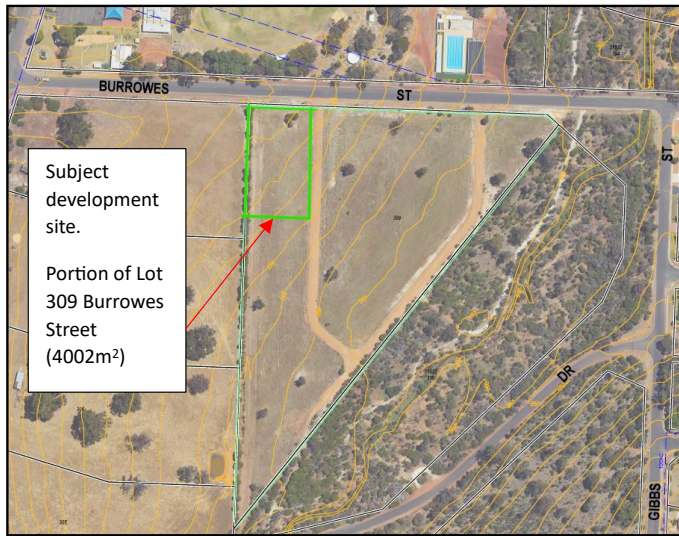 BURROWES ST
ST
Subject
development
site.
Portion of Lot
309 Burrowes
Street
(4002m²)
309
DR
GIBBS